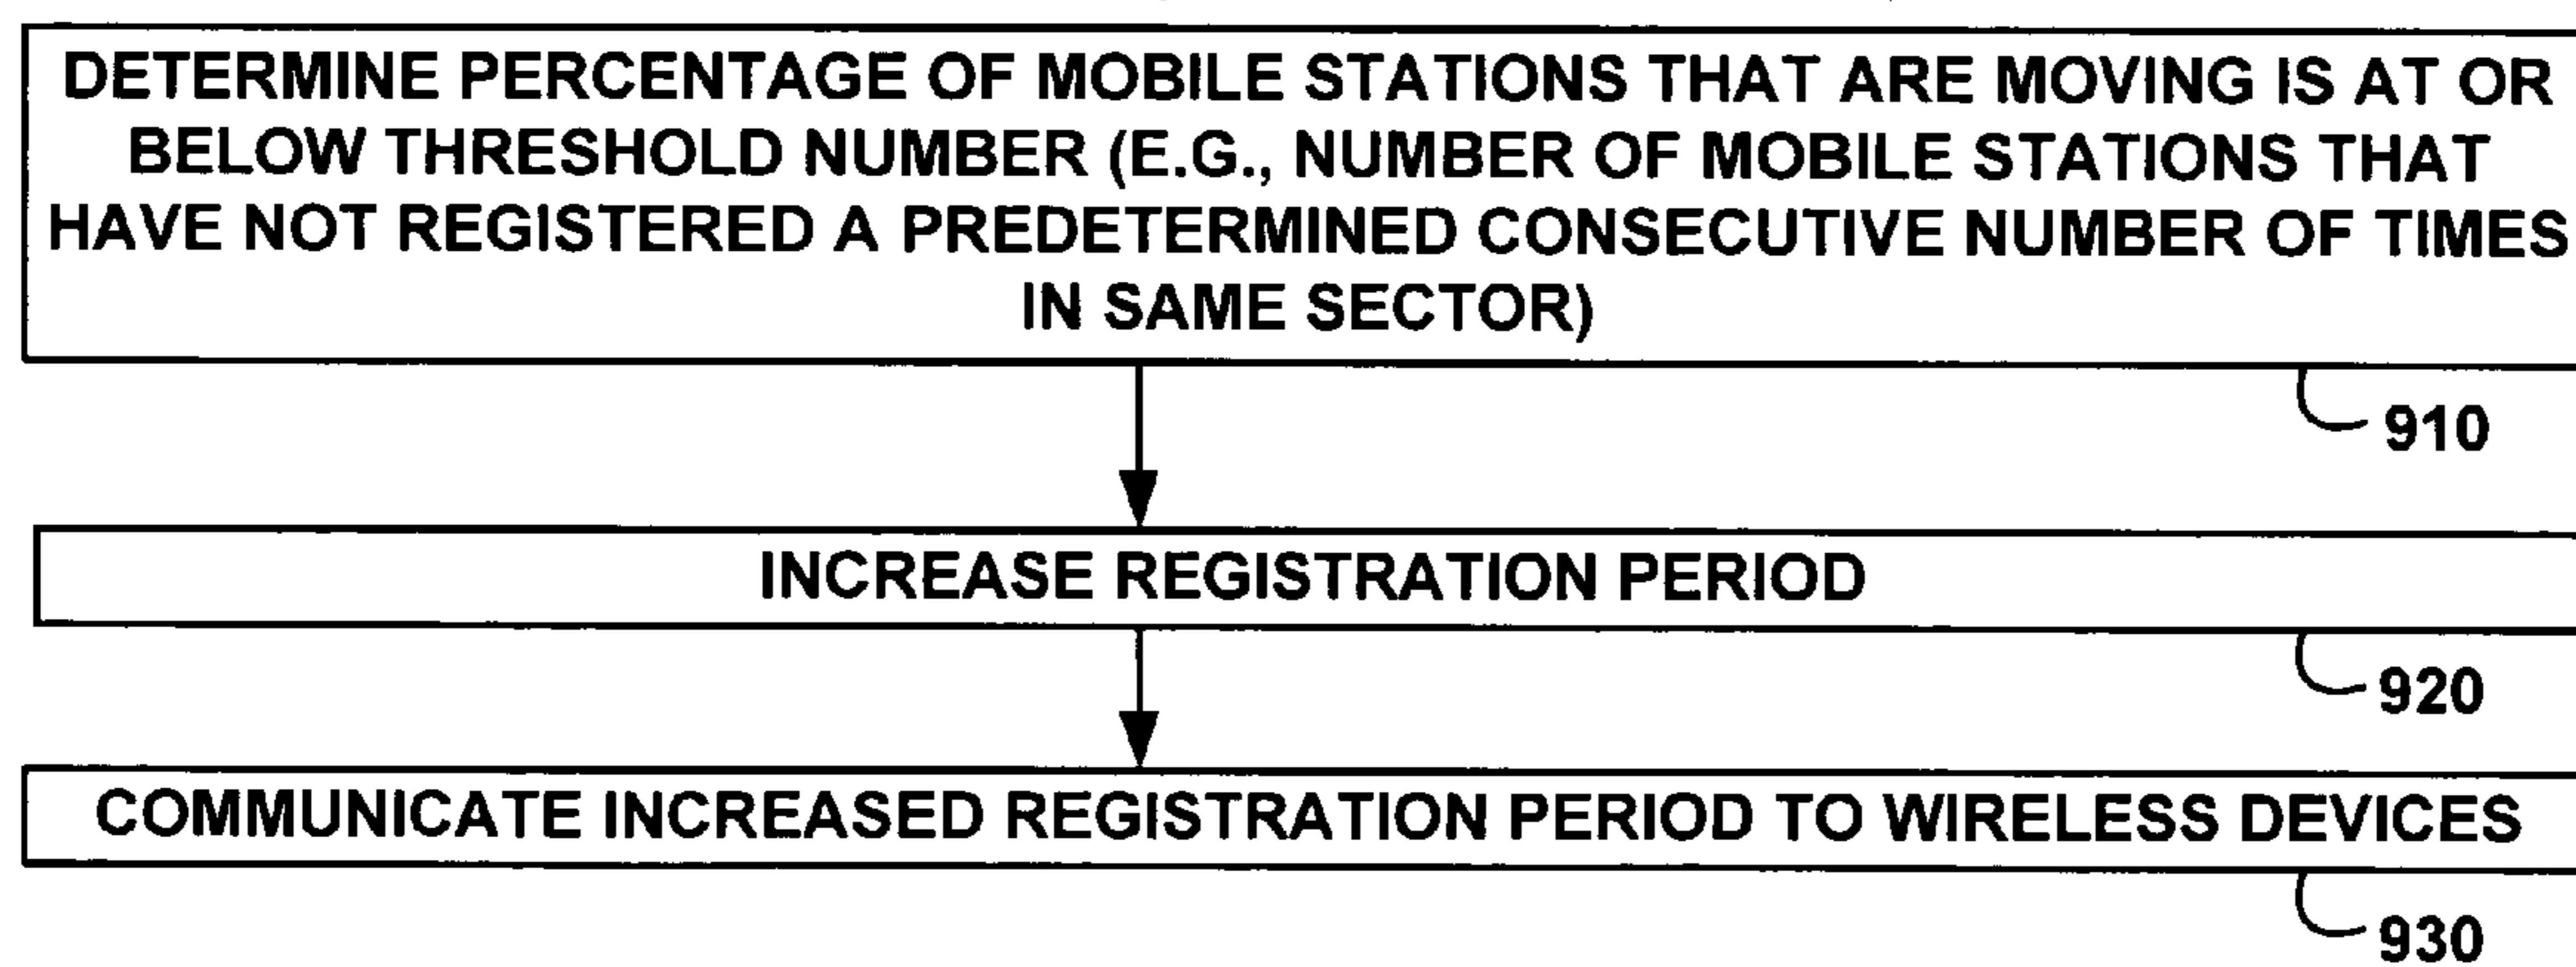 DETERMINE PERCENTAGE OF MOBILE STATIONS THAT ARE MOVING IS AT OR
BELOW THRESHOLD NUMBER (E.G., NUMBER OF MOBILE STATIONS THAT
HAVE NOT REGISTERED A PREDETERMINED CONSECUTIVE NUMBER OF TIMES
IN SAME SECTOR)
910
INCREASE REGISTRATION PERIOD
920
COMMUNICATE INCREASED REGISTRATION PERIOD TO WIRELESS DEVICES
930